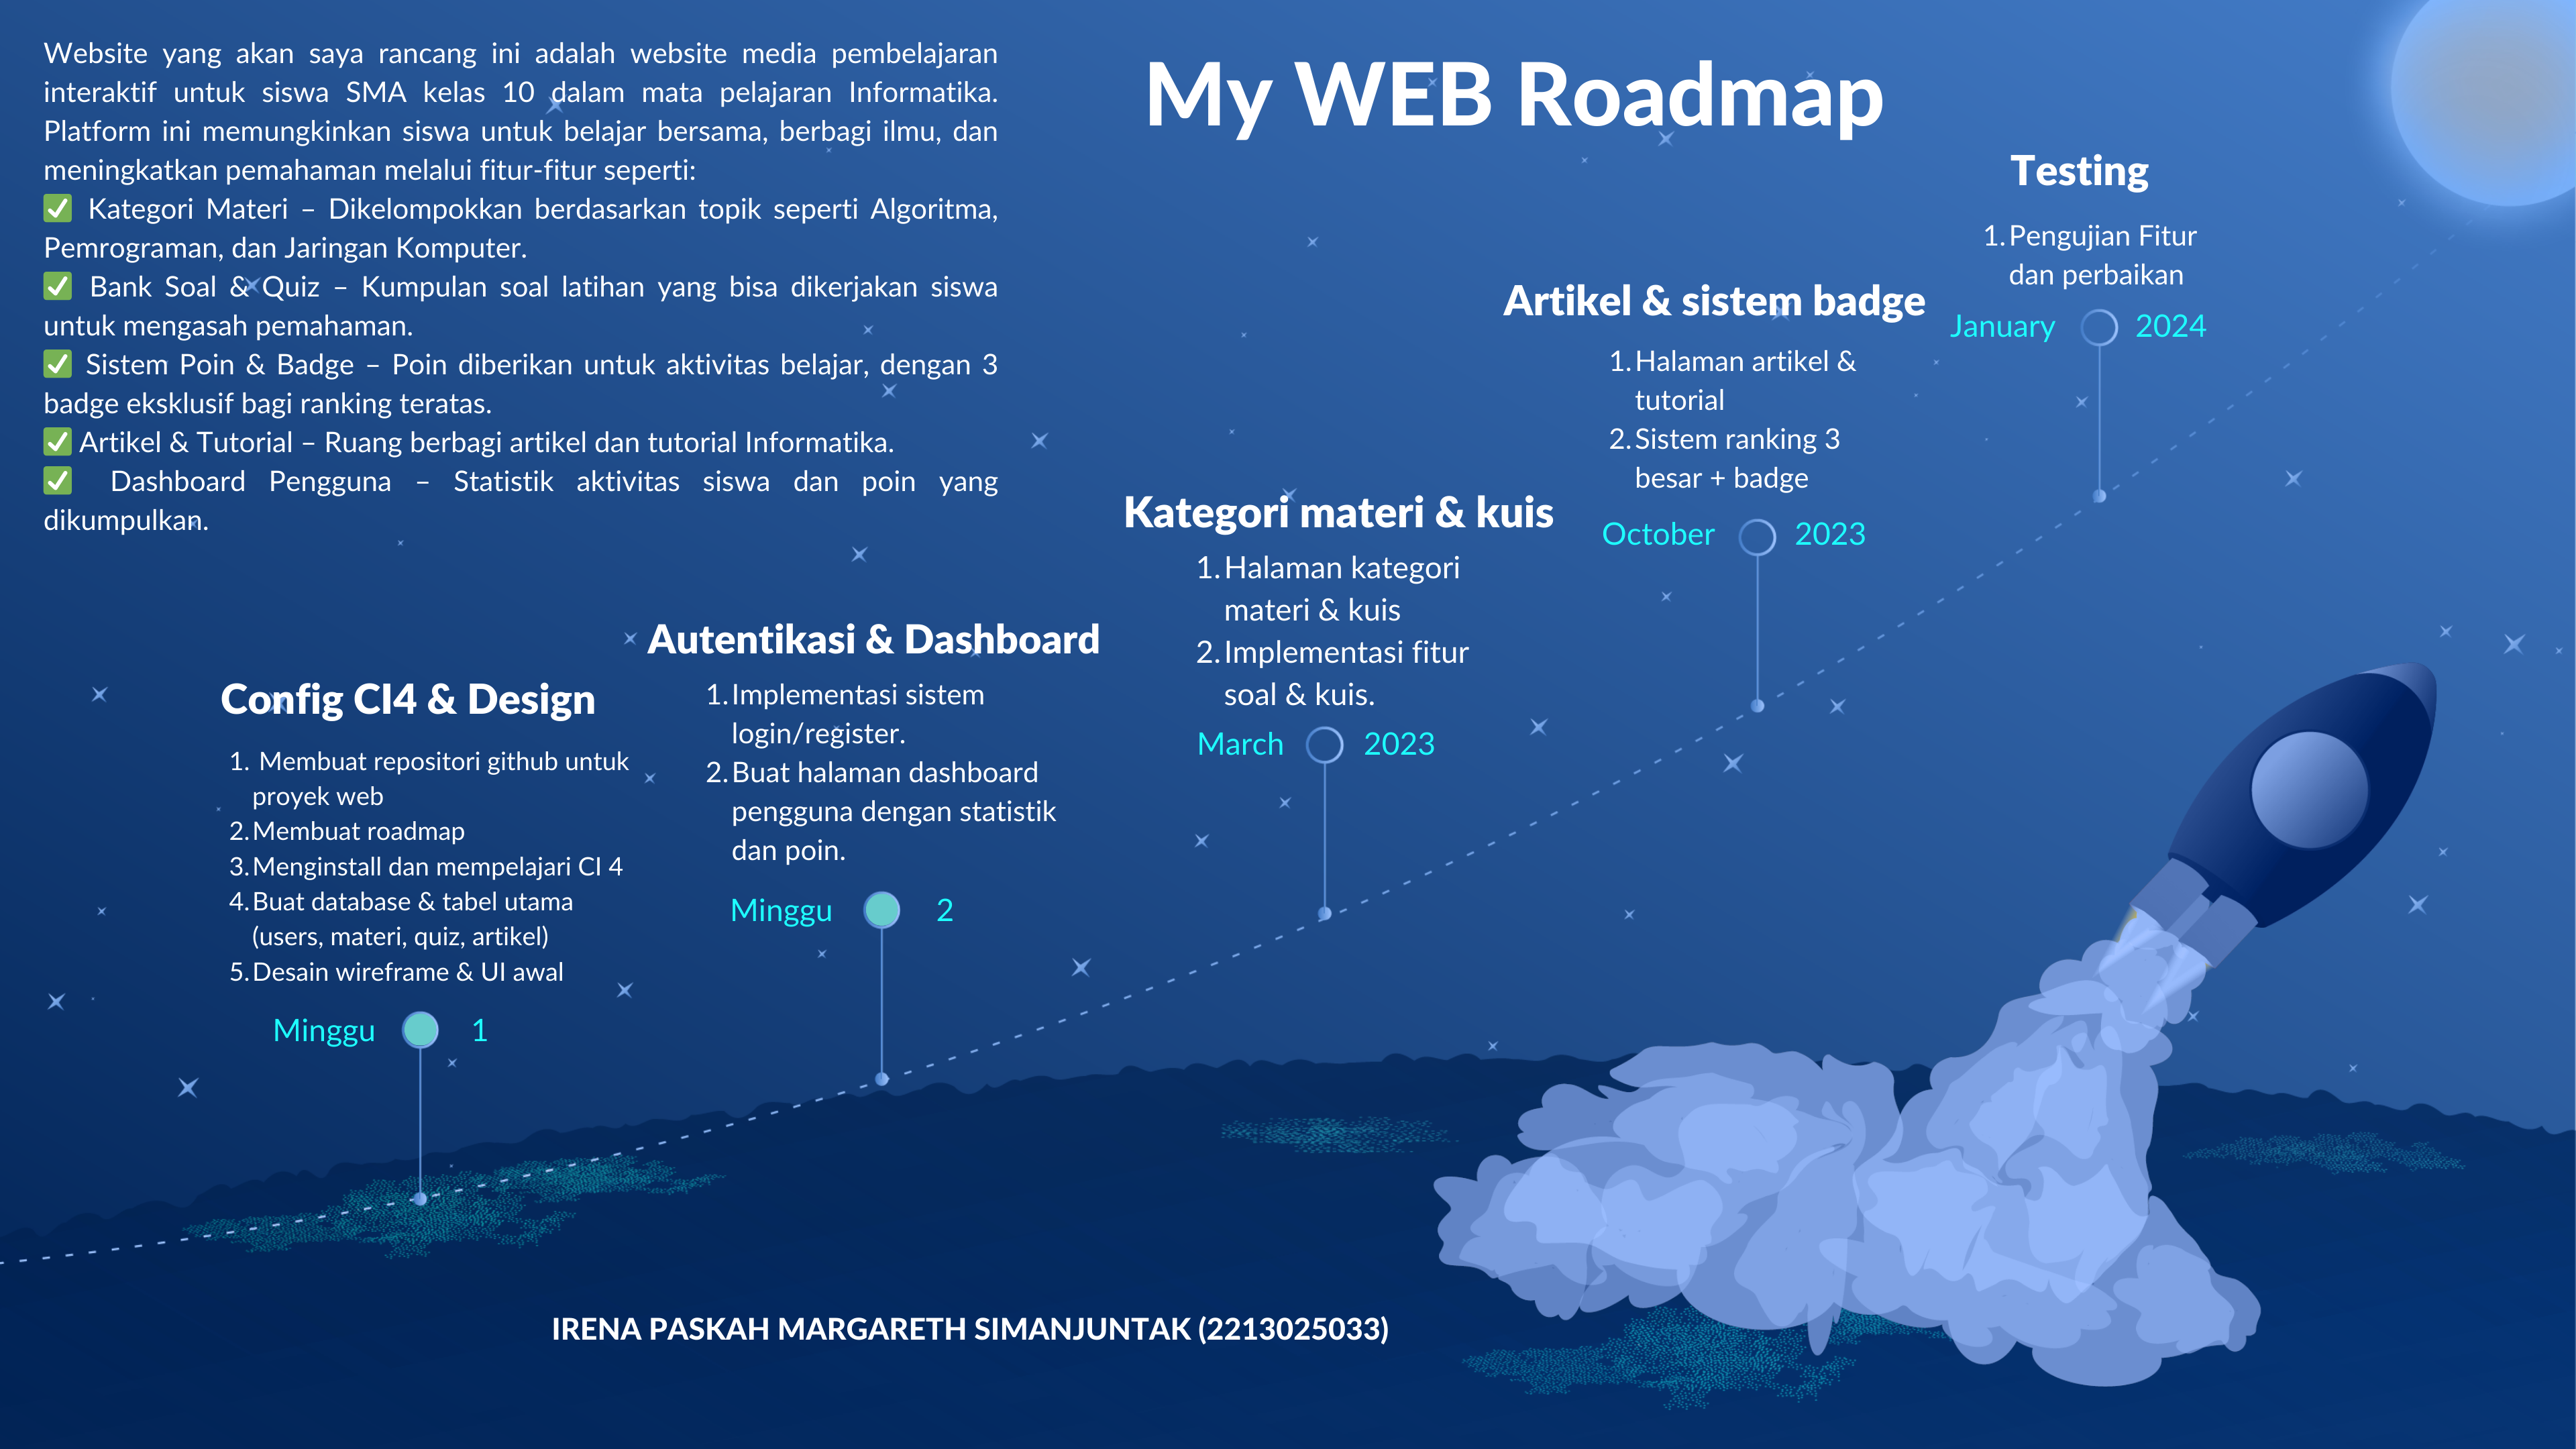 Website yang akan saya rancang ini adalah website media pembelajaran
interaktif untuk siswa SMA kelas 10 dalam mata pelajaran Informatika.
Platform ini memungkinkan siswa untuk belajar bersama, berbagi ilmu, dan
meningkatkan pemahaman melalui fitur-fitur seperti:
✅ Kategori Materi – Dikelompokkan berdasarkan topik seperti Algoritma,
Pemrograman, dan Jaringan Komputer.
✅ Bank Soal & Quiz – Kumpulan soal latihan yang bisa dikerjakan siswa
untuk mengasah pemahaman.
✅ Sistem Poin & Badge – Poin diberikan untuk aktivitas belajar, dengan 3
badge eksklusif bagi ranking teratas.
✅ Artikel & Tutorial – Ruang berbagi artikel dan tutorial Informatika.
✅ Dashboard Pengguna – Statistik aktivitas siswa dan poin yang
dikumpulkan.
My WEB Roadmap
Config CI4 & Design
1. Membuat repositori github untuk
proyek web
2. Membuat roadmap
3. Menginstall dan mempelajari CI 4
4. Buat database & tabel utama
(users, materi, quiz, artikel)
5. Desain wireframe & UI awal
Minggu 1
Autentikasi & Dashboard
1. Implementasi sistem
login/register.
2. Buat halaman dashboard
pengguna dengan statistik
dan poin.
Minggu 2
Kategori materi & kuis
1. Halaman kategori
materi & kuis
2. Implementasi fitur
soal & kuis.
March 2023
Artikel & sistem badge
1. Halaman artikel &
tutorial
2. Sistem ranking 3
besar + badge
October 2023
Testing
1. Pengujian Fitur
dan perbaikan
January 2024
IRENA PASKAH MARGARETH SIMANJUNTAK (2213025033)